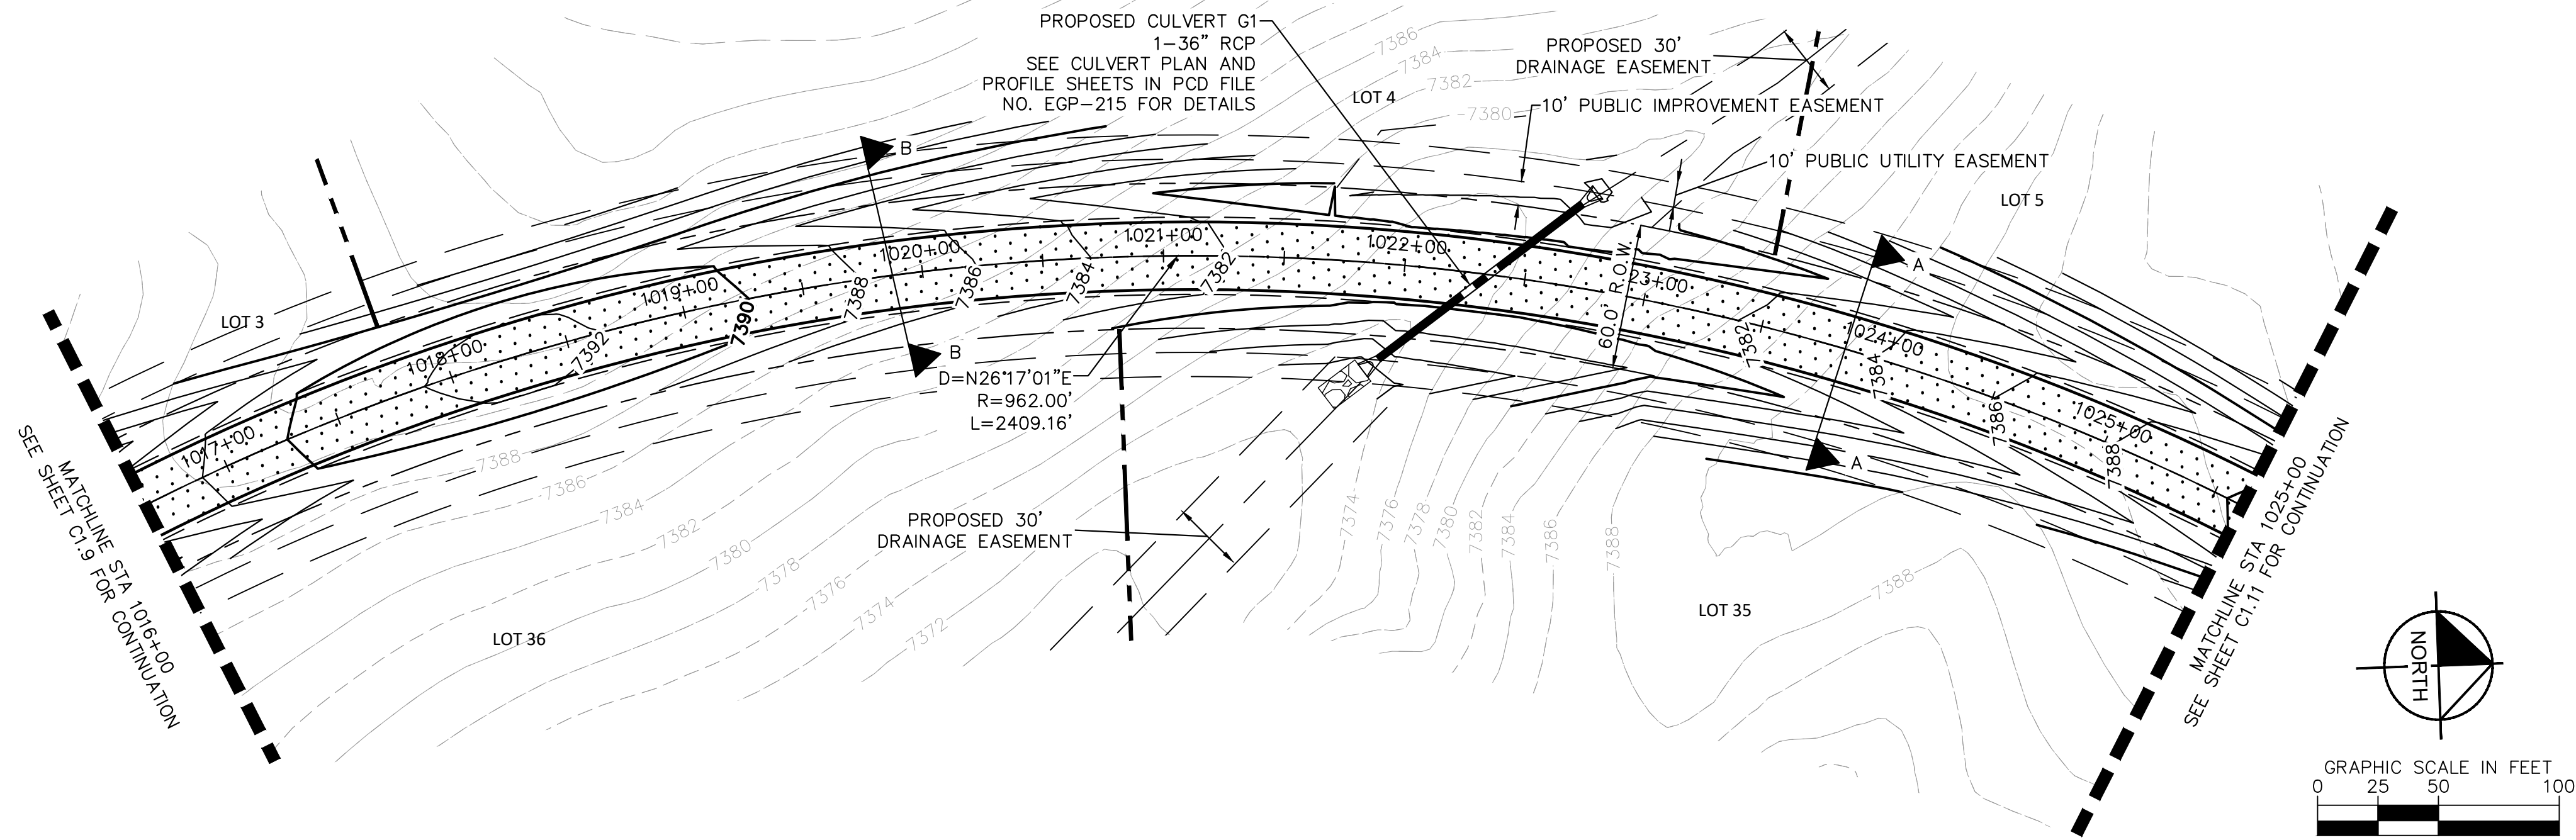 PROPOSED CULVERT G1
1-36" RCP
SEE CULVERT PLAN AND
PROFILE SHEETS IN PCD FILE
NO. EGP-215 FOR DETAILS
7386
7384
7382
7380
LOT 4
PROPOSED 30'
DRAINAGE EASEMENT
10' PUBLIC IMPROVEMENT EASEMENT
10' PUBLIC UTILITY EASEMENT
LOT 5
B
B
A
A
LOT 3
1017+00
1018+00
1019+00
1020+00
1021+00
1022+00
23+00
1024+00
1025+00
7392
7390
7388
7386
7384
7382
60.0' R.O.W.
7382
7384
7386
7388
D=N26°17'01"E
R=962.00'
L=2409.16'
MATCHLINE STA 1016+00
SEE SHEET C1.9 FOR CONTINUATION
7388
7386
7384
7382
7380
7378
7376
7374
7372
PROPOSED 30'
DRAINAGE EASEMENT
7374
7376
7378
7380
7382
7384
7386
7388
7388
LOT 36
LOT 35
MATCHLINE STA 1025+00
SEE SHEET C1.11 FOR CONTINUATION
NORTH
GRAPHIC SCALE IN FEET
0 25 50 100